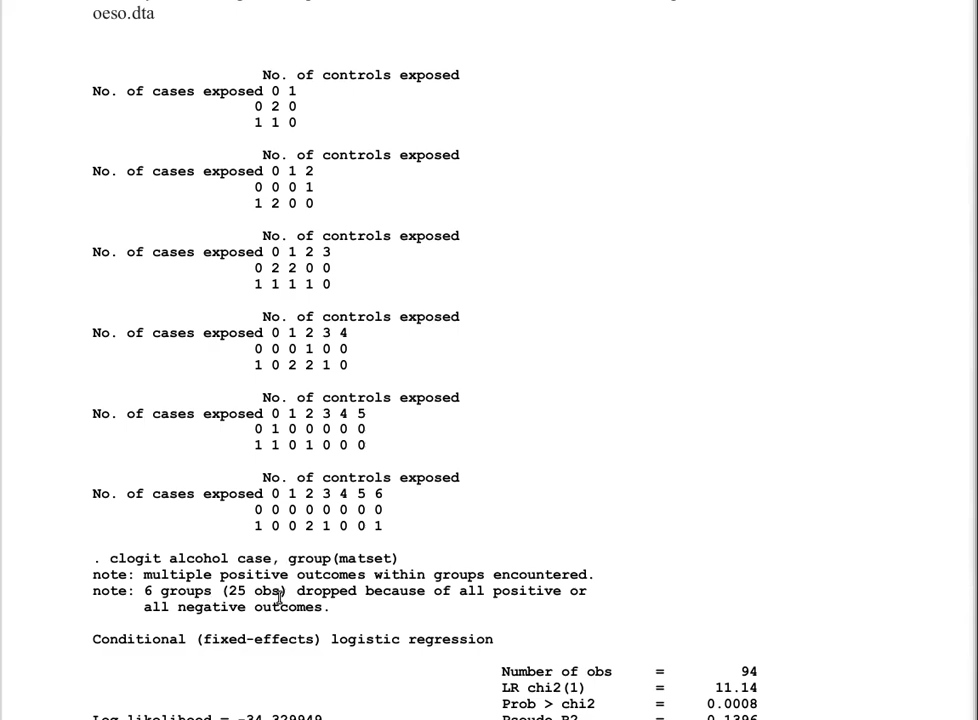 oeso.dta
No. of controls exposed
No. of cases exposed 0 1
0 2 0
1 1 0
No. of controls exposed
No. of cases exposed 0 1 2
0 0 0 1
1 2 0 0
No. of controls exposed
No. of cases exposed 0 1 2 3
0 2 2 0 0
1 1 1 1 0
No. of controls exposed
No. of cases exposed 0 1 2 3 4
0 0 0 1 0 0
1 0 2 2 1 0
No. of controls exposed
No. of cases exposed 0 1 2 3 4 5
0 1 0 0 0 0 0
1 1 0 1 0 0 0
No. of controls exposed
No. of cases exposed 0 1 2 3 4 5 6
0 0 0 0 0 0 0 0
1 0 0 2 1 0 0 1
. clogit alcohol case, group(matset)
note: multiple positive outcomes within groups encountered.
note: 6 groups (25 obs) dropped because of all positive or
all negative outcomes.
Conditional (fixed-effects) logistic regression
Number of obs = 94
LR chi2(1) = 11.14
Prob > chi2 = 0.0008
Log likelihood = -34.329949 Pseudo R2 = 0.1396